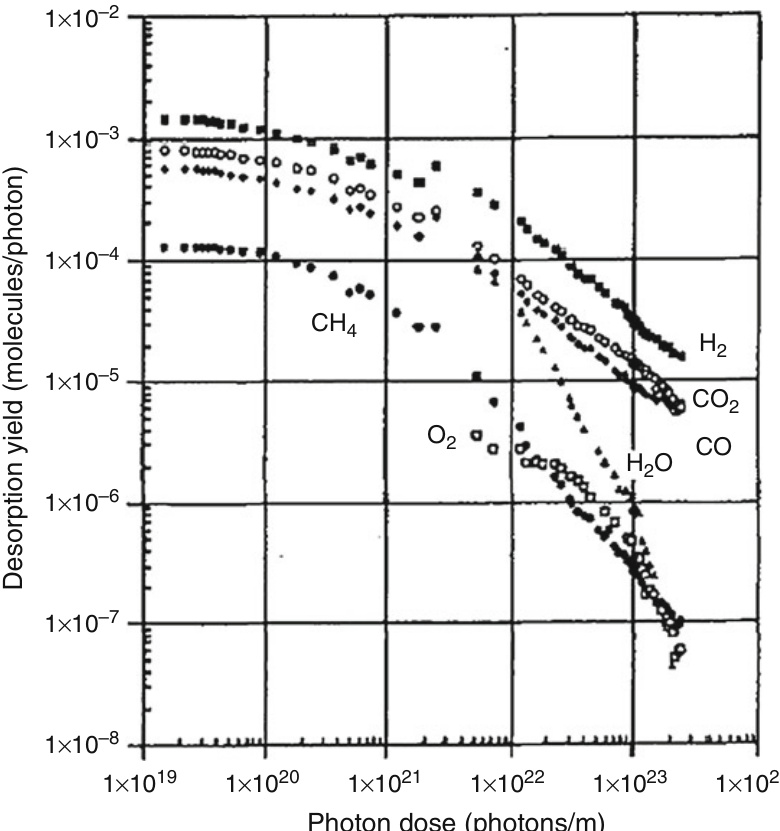 Desorption yield (molecules/photon)
1×10⁻²
1×10⁻³
1×10⁻⁴
1×10⁻⁵
1×10⁻⁶
1×10⁻⁷
1×10⁻⁸
CH₄
H₂
CO₂
O₂
CO
H₂O
1×10¹⁹
1×10²⁰
1×10²¹
1×10²²
1×10²³
1×10²
Photon dose (photons/m)